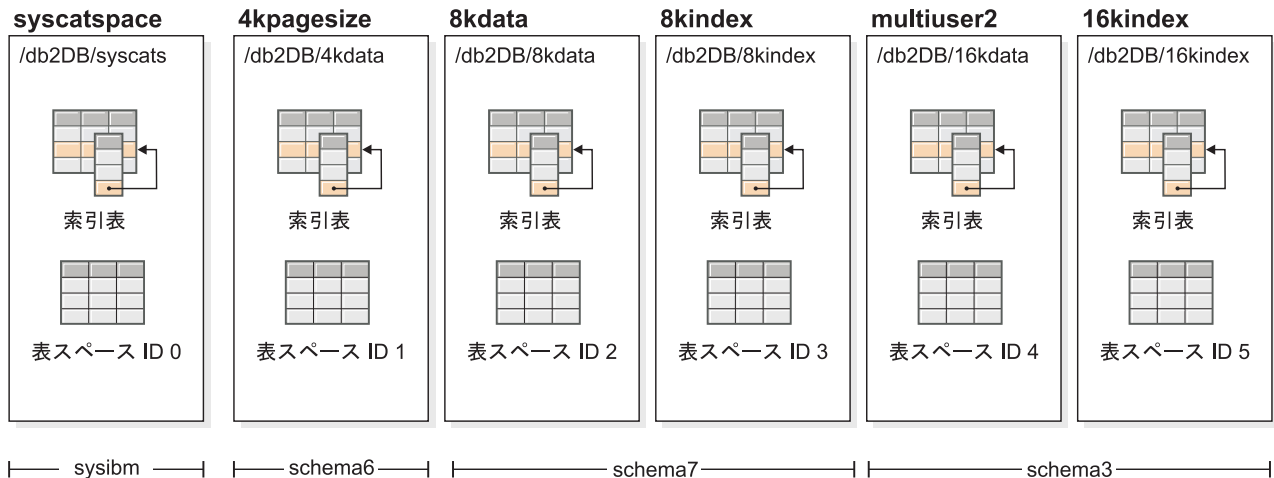 syscatspace
/db2DB/syscats
索引表
表スペース ID 0
4kpagesize
/db2DB/4kdata
索引表
表スペース ID 1
8kdata
/db2DB/8kdata
索引表
表スペース ID 2
8kindex
/db2DB/8kindex
索引表
表スペース ID 3
multiuser2
/db2DB/16kdata
索引表
表スペース ID 4
16kindex
/db2DB/16kindex
索引表
表スペース ID 5
sysibm
schema6
schema7
schema3